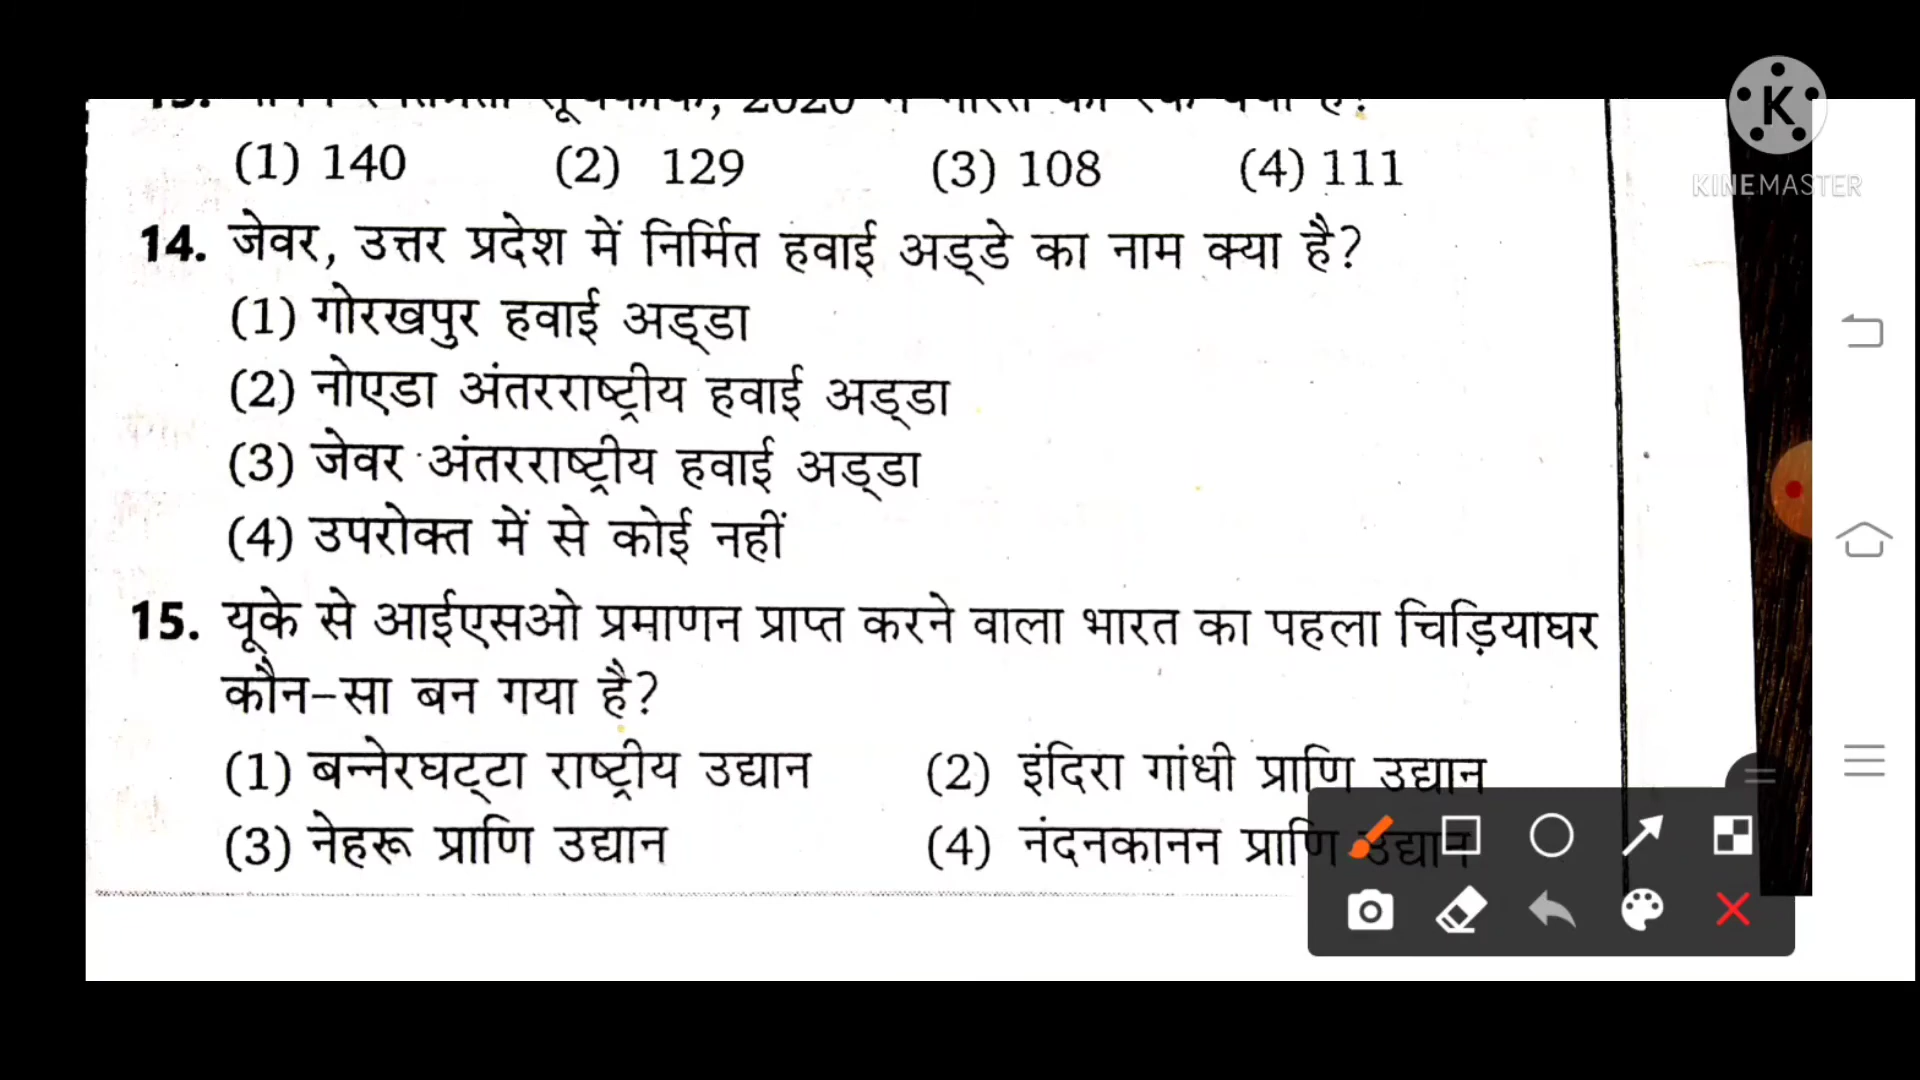 2020
(1) 140 (2) 129 (3) 108 (4) 111
14. जेवर, उत्तर प्रदेश में निर्मित हवाई अड्डे का नाम क्या है?
(1) गोरखपुर हवाई अड्डा
(2) नोएडा अंतरराष्ट्रीय हवाई अड्डा
(3) जेवर अंतरराष्ट्रीय हवाई अड्डा
(4) उपरोक्त में से कोई नहीं
15. यूके से आईएसओ प्रमाणन प्राप्त करने वाला भारत का पहला चिड़ियाघर
कौन-सा बन गया है?
(1) बन्नेरघट्टा राष्ट्रीय उद्यान (2) इंदिरा गांधी प्राणि उद्यान
(3) नेहरू प्राणि उद्यान (4) नंदनकानन प्राणि उद्यान
K
KINEMASTER